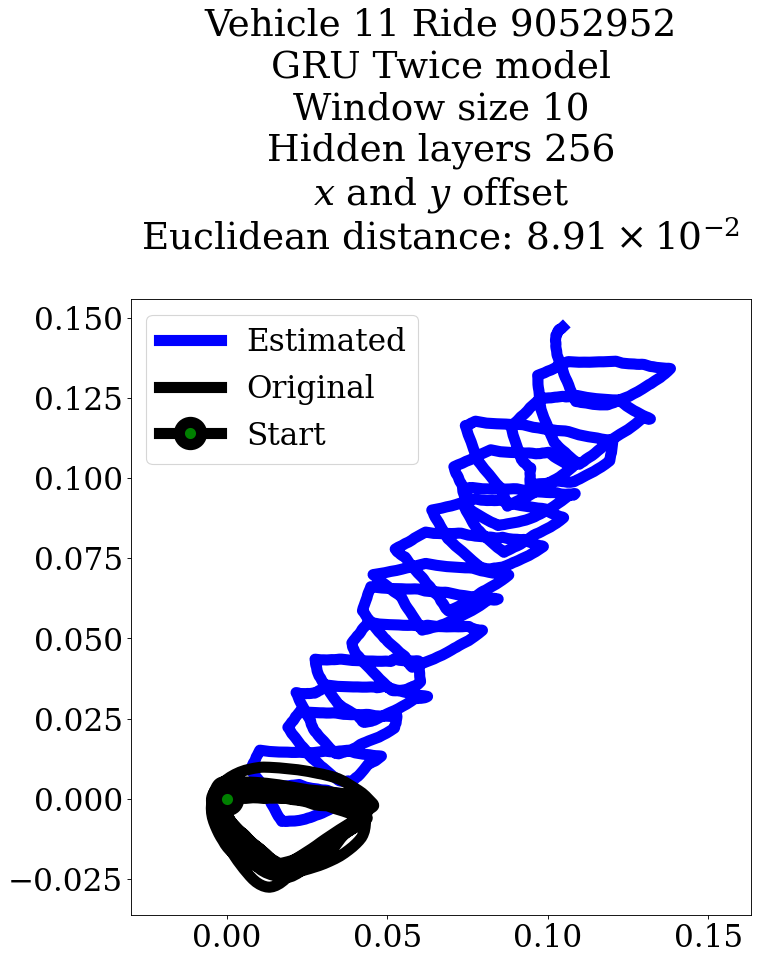 Vehicle 11 Ride 9052952
GRU Twice model
Window size 10
Hidden layers 256
x and y offset
Euclidean distance: 8.91 × 10⁻²
0.150
0.125
0.100
0.075
0.050
0.025
0.000
−0.025
Estimated
Original
Start
0.00 0.05 0.10 0.15